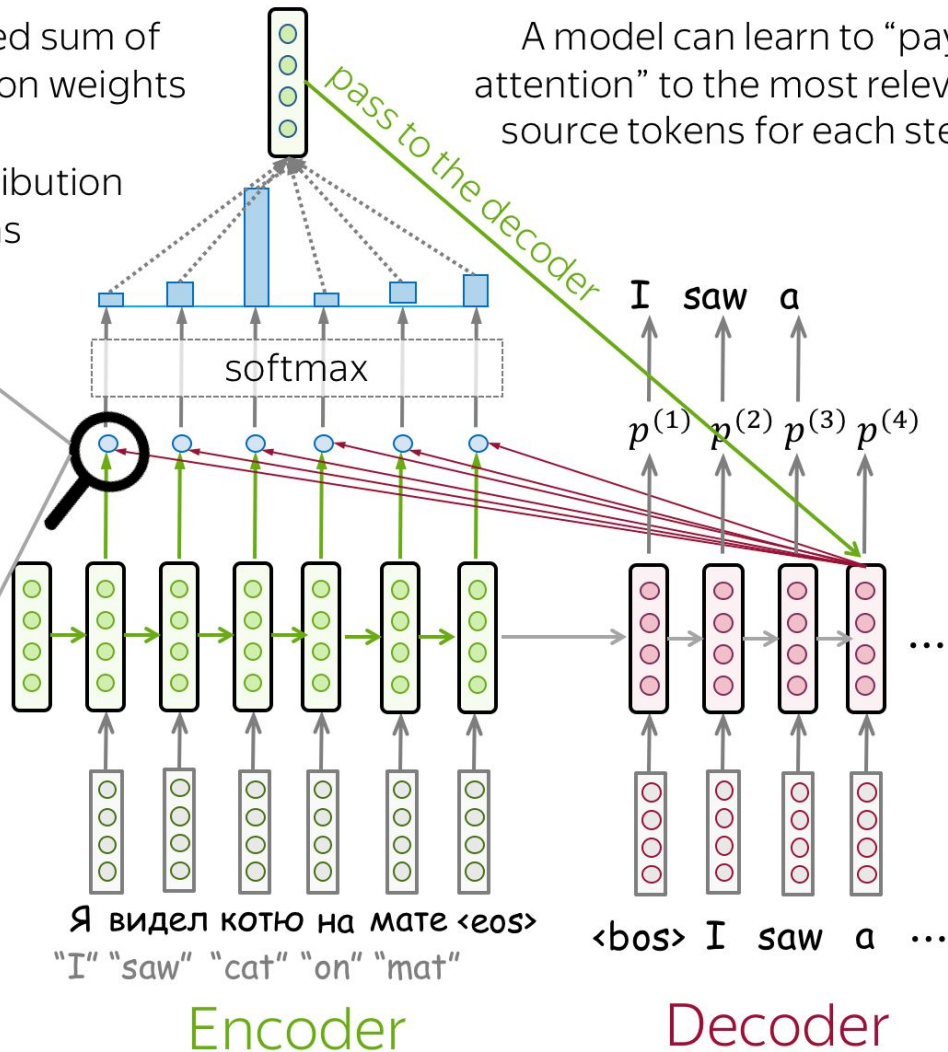 ed sum of
on weights
ibution
s
A model can learn to “pay
attention” to the most relev
source tokens for each ste
pass to the decoder
softmax
I saw a
p(1) p(2) p(3) p(4)
...
Я видел котю на мате <eos>
“I” “saw” “cat” “on” “mat”
<bos> I saw a ...
Encoder
Decoder